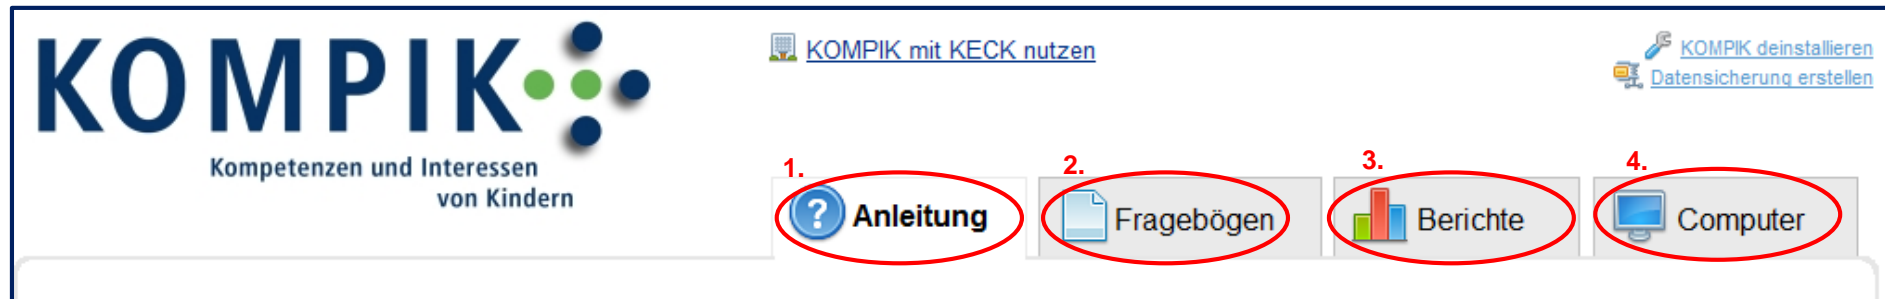 KOMPIK
Kompetenzen und Interessen
von Kindern
KOMPIK mit KECK nutzen
KOMPIK deinstallieren
Datensicherung erstellen
1.
2.
3.
4.
? Anleitung
Fragebögen
Berichte
Computer